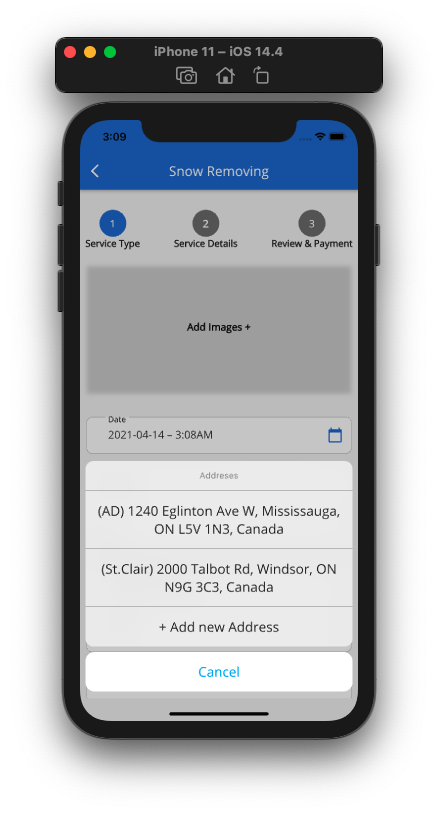 iPhone 11 – iOS 14.4
3:09
Snow Removing
1
2
3
Service Type
Service Details
Review & Payment
Add Images +
Date
2021-04-14 – 3:08AM
Addreses
(AD) 1240 Eglinton Ave W, Mississauga,
ON L5V 1N3, Canada
(St.Clair) 2000 Talbot Rd, Windsor, ON
N9G 3C3, Canada
+ Add new Address
Cancel